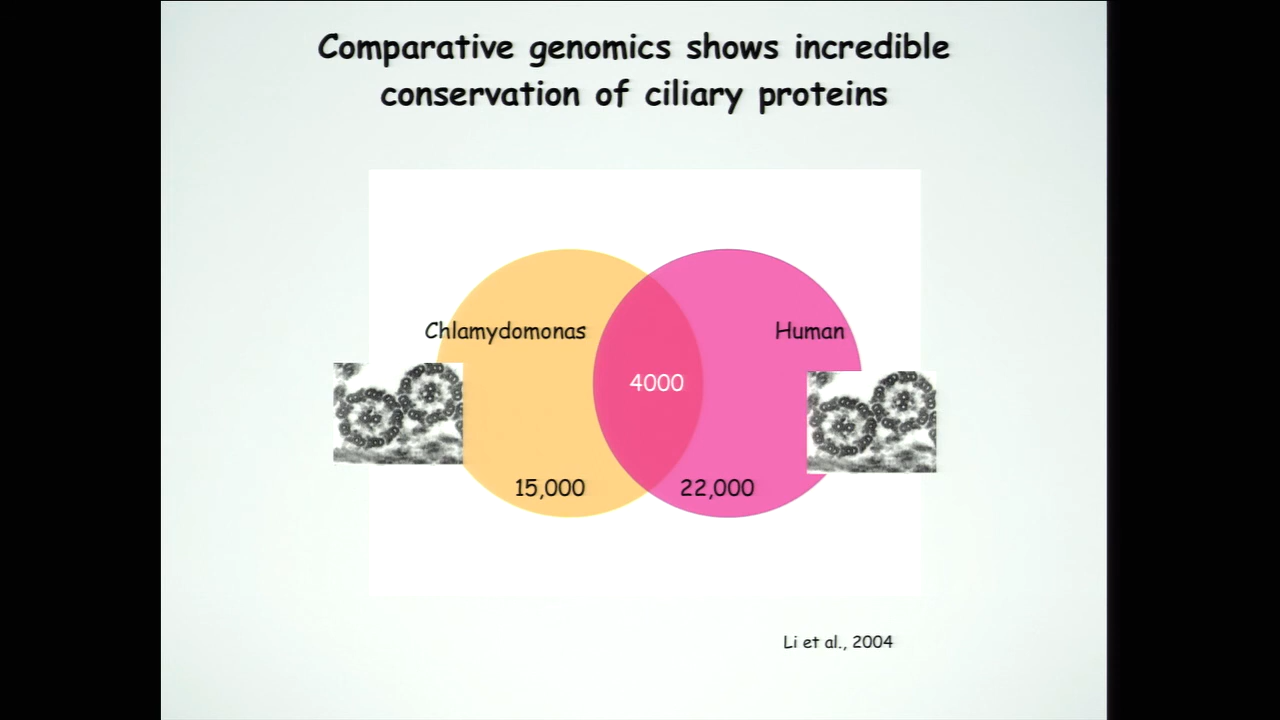 Comparative genomics shows incredible
conservation of ciliary proteins
Chlamydomonas
Human
4000
15,000
22,000
Li et al., 2004